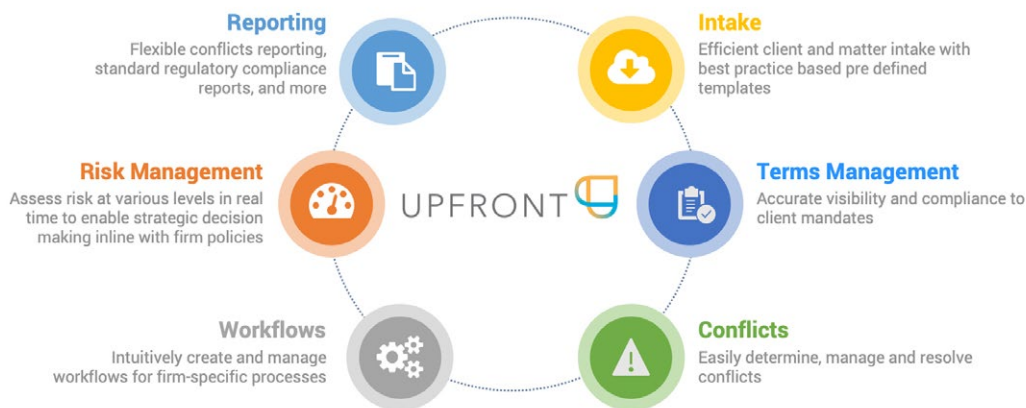 Reporting
Flexible conflicts reporting,
standard regulatory compliance
reports, and more
Intake
Efficient client and matter intake with
best practice based pre defined
templates
Risk Management
Assess risk at various levels in real
time to enable strategic decision
making inline with firm policies
UPFRONT
Terms Management
Accurate visibility and compliance to
client mandates
Workflows
Intuitively create and manage
workflows for firm-specific processes
Conflicts
Easily determine, manage and resolve
conflicts